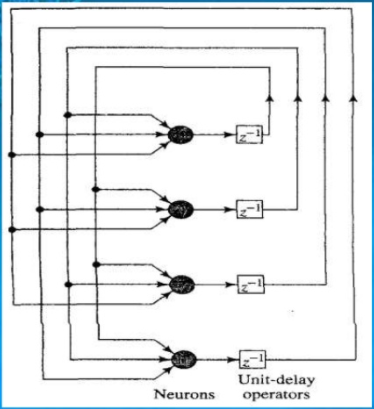 z⁻¹
z⁻¹
z⁻¹
z⁻¹
Neurons Unit-delay
operators